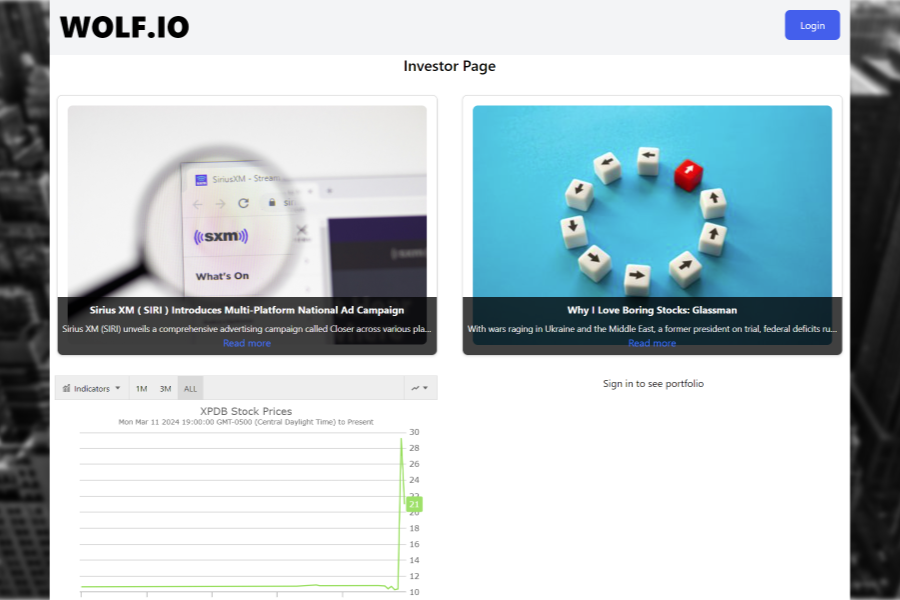 WOLF.IO
Login
Investor Page
SiriusXM - Stream
SiI
((sxm))
What's On
Sirius XM ( SIRI ) Introduces Multi-Platform National Ad Campaign
Sirius XM (SIRI) unveils a comprehensive advertising campaign called Closer across various pla...
Read more
Why I Love Boring Stocks: Glassman
With wars raging in Ukraine and the Middle East, a former president on trial, federal deficits ru...
Read more
Indicators 1M 3M ALL
Sign in to see portfolio
XPDB Stock Prices
Mon Mar 11 2024 19:00:00 GMT-0500 (Central Daylight Time) to Present
30
28
26
24
22
21
20
18
16
14
12
10